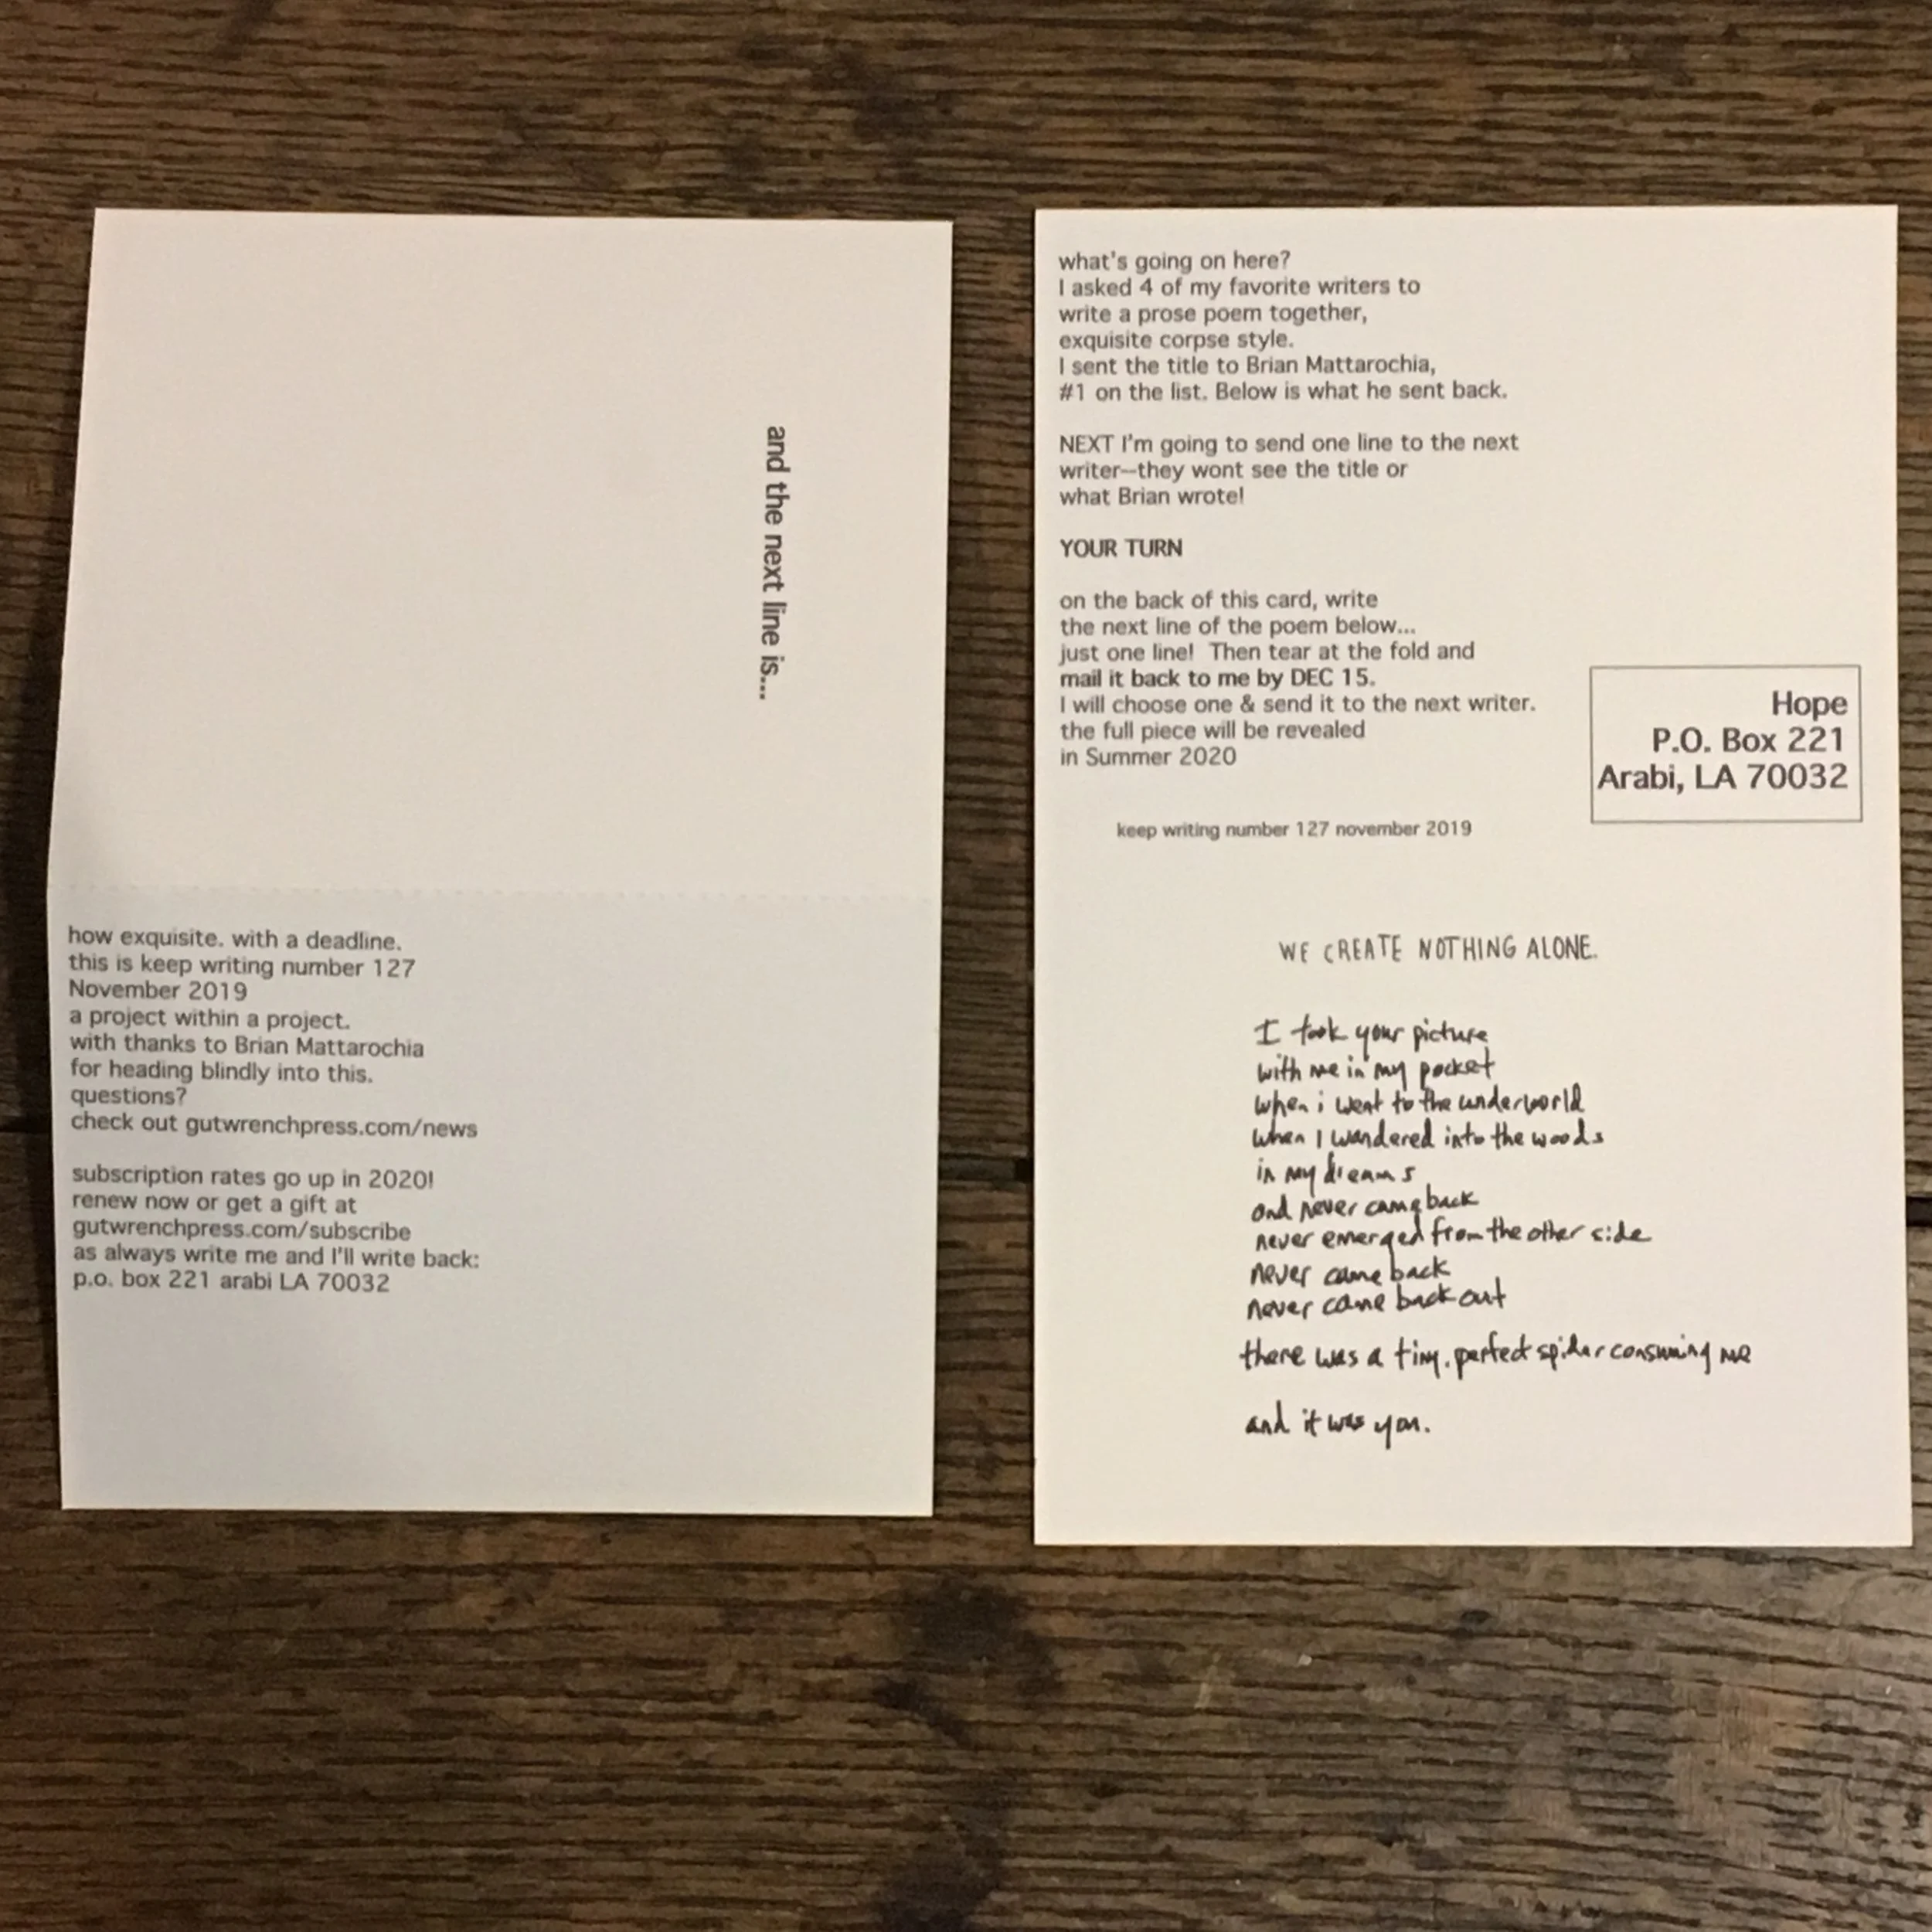 and the next line is...
how exquisite. with a deadline.
this is keep writing number 127
November 2019
a project within a project.
with thanks to Brian Mattarochia
for heading blindly into this.
questions?
check out gutwrenchpress.com/news
subscription rates go up in 2020!
renew now or get a gift at
gutwrenchpress.com/subscribe
as always write me and I'll write back:
p.o. box 221 arabi LA 70032
what's going on here?
I asked 4 of my favorite writers to
write a prose poem together,
exquisite corpse style.
I sent the title to Brian Mattarochia,
#1 on the list. Below is what he sent back.
NEXT I'm going to send one line to the next
writer--they wont see the title or
what Brian wrote!
YOUR TURN
on the back of this card, write
the next line of the poem below...
just one line! Then tear at the fold and
mail it back to me by DEC 15.
I will choose one & send it to the next writer.
the full piece will be revealed
in Summer 2020
Hope
P.O. Box 221
Arabi, LA 70032
keep writing number 127 november 2019
WE CREATE NOTHING ALONE.
I took your picture
with me in my pocket
when i went to the underworld
when I wandered into the woods
in my dreams
and never came back
never emerged from the other side
never came back
never came back out
there was a tiny, perfect spider consuming me
and it was you.